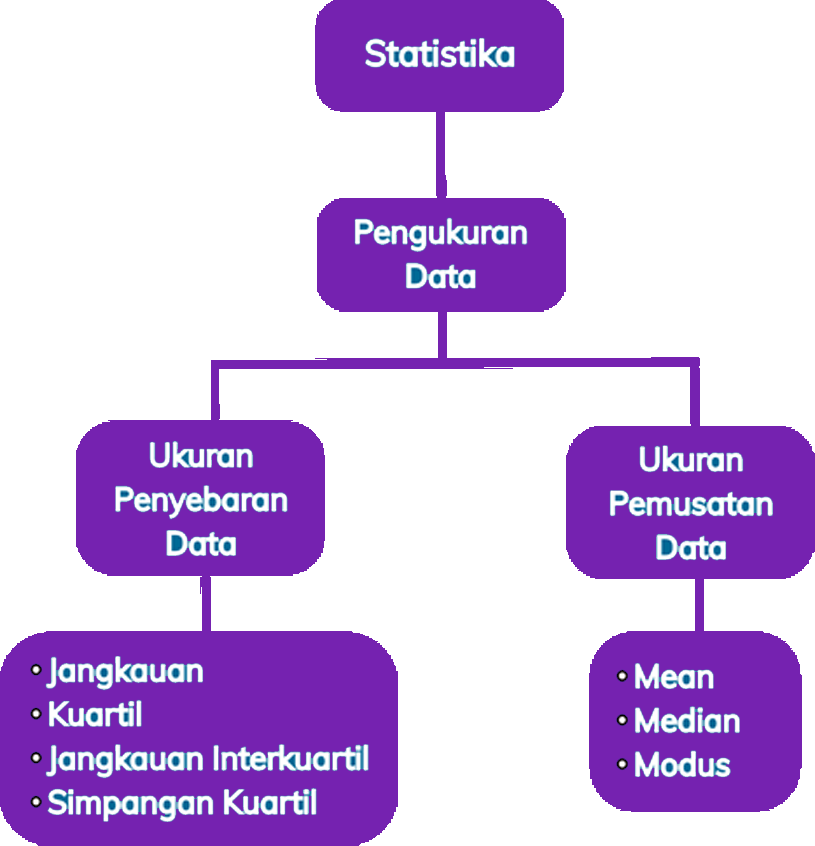 Statistika
Pengukuran
Data
Ukuran
Penyebaran
Data
Ukuran
Pemusatan
Data
• Jangkauan
• Kuartil
• Jangkauan Interkuartil
• Simpangan Kuartil
• Mean
• Median
• Modus